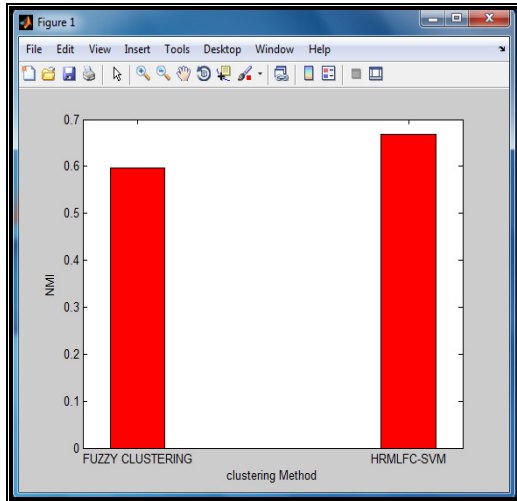 Figure 1
File Edit View Insert Tools Desktop Window Help
0.7
0.6
0.5
0.4
0.3
0.2
0.1
0
NMI
FUZZY CLUSTERING HRMLFC-SVM
clustering Method